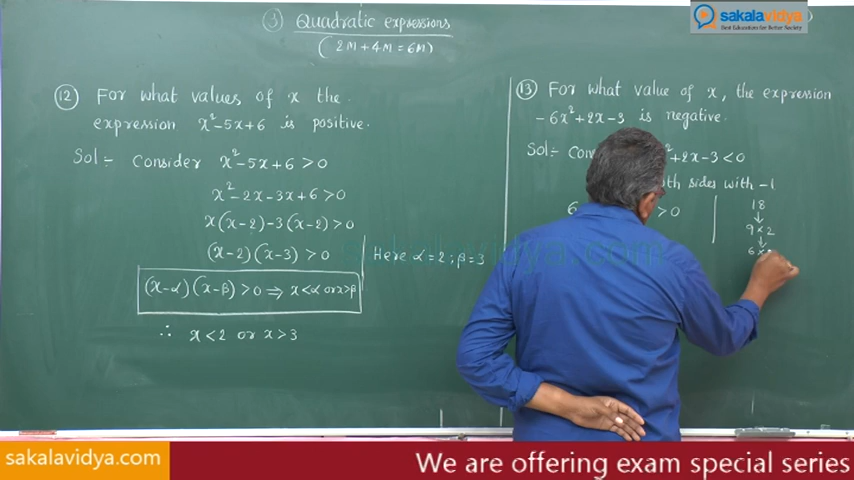 ③ Quadratic expressions
(2M + 4M = 6M)
sakalavidya
Best Education for Better Society
⑫ For what values of x the
expression x²-5x+6 is positive.
Sol:- Consider x²-5x+6 > 0
x²-2x-3x+6 > 0
x(x-2)-3(x-2) > 0
(x-2)(x-3) > 0
Here α=2 ; β=3
(x-α)(x-β) > 0 ⇒ x<α or x>β
∴ x < 2 or x > 3
⑬ For what value of x, the expression
-6x²+2x-3 is negative.
Sol:- +2x-3 < 0
sides with -1
6 > 0
18
↓
9 × 2
↓
6 ×
sakalavidya.com
sakalavidya.com
We are offering exam special series